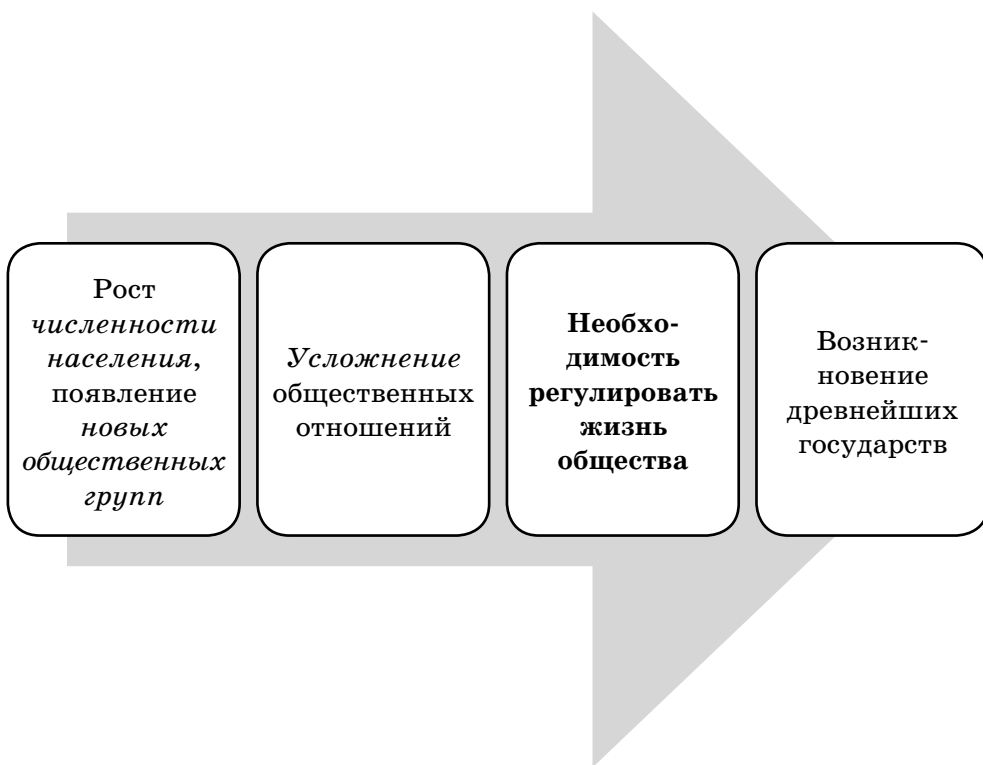 Рост
численности
населения,
появление
новых
общественных
групп
Усложнение
общественных
отношений
Необхо-
димость
регулировать
жизнь
общества
Возник-
новение
древнейших
государств